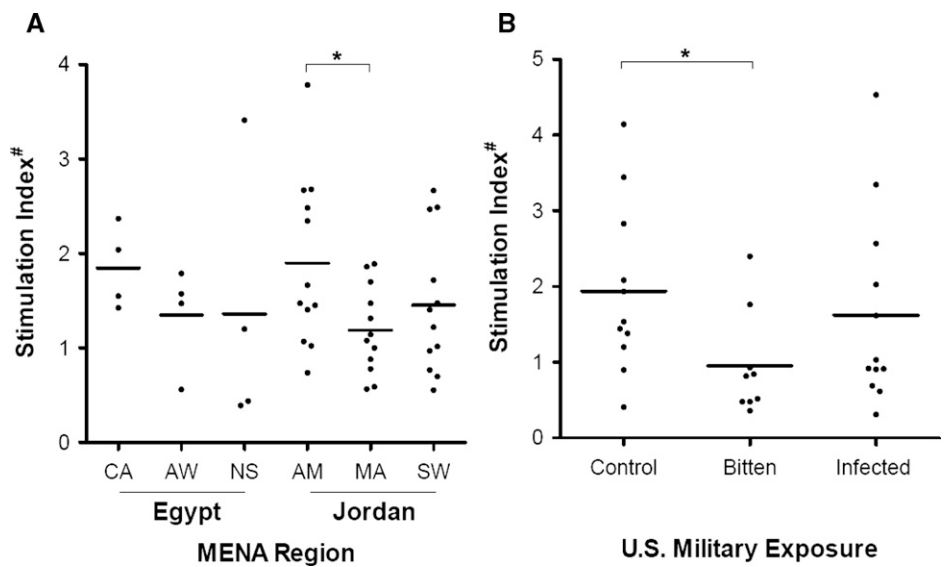 A
Stimulation Index#
4
3
2
1
0
*
CA AW NS AM MA SW
Egypt Jordan
MENA Region
B
Stimulation Index#
5
4
3
2
1
0
*
Control Bitten Infected
U.S. Military Exposure